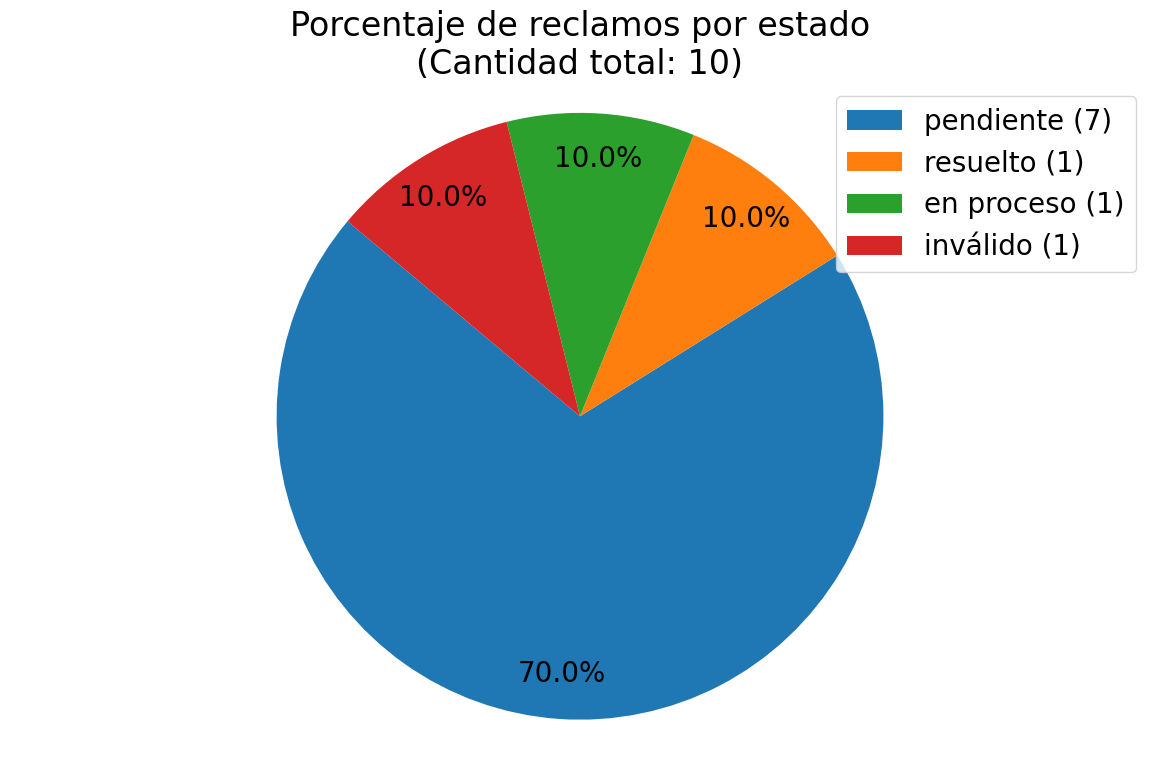 Porcentaje de reclamos por estado
(Cantidad total: 10)
pendiente (7)
resuelto (1)
en proceso (1)
inválido (1)
10.0%
10.0%
10.0%
70.0%